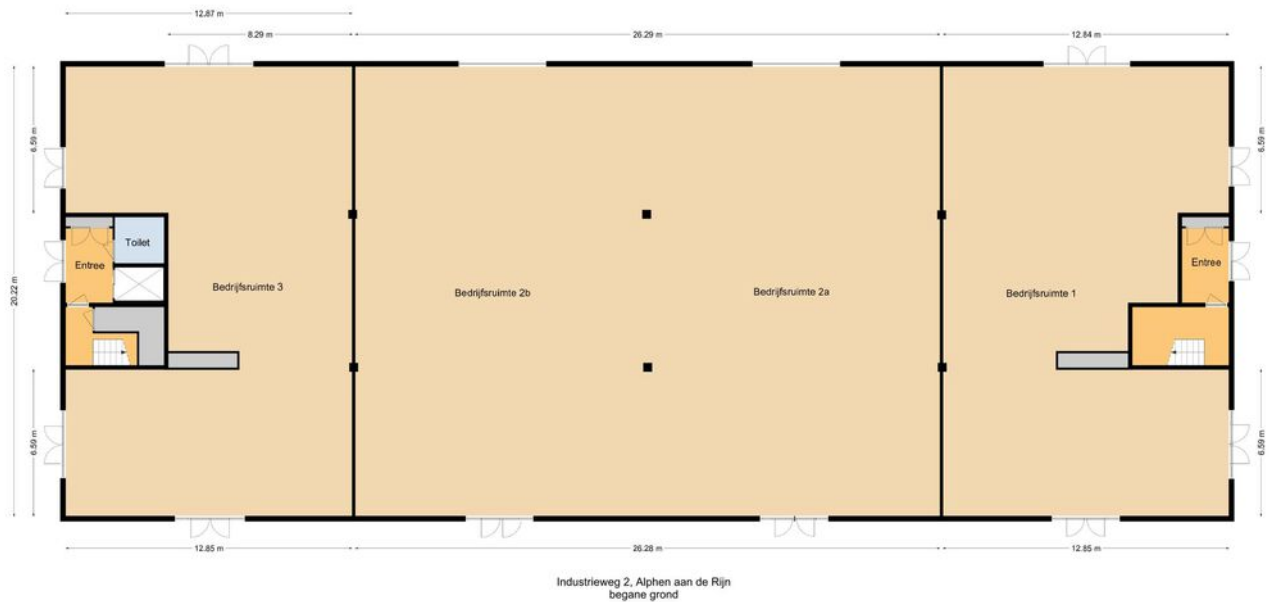 12.87 m
8.29 m
26.29 m
12.84 m
6.59 m
6.59 m
Toilet
Entree
Entree
20.22 m
Bedrijfsruimte 3
Bedrijfsruimte 2b
Bedrijfsruimte 2a
Bedrijfsruimte 1
6.59 m
6.59 m
12.85 m
26.28 m
12.85 m
Industrieweg 2, Alphen aan de Rijn
begane grond